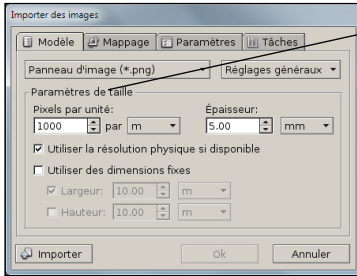 Importer des images
Modèle Mappage Paramètres Tâches
Panneau d'image (*.png) Réglages généraux
Paramètres de taille
Pixels par unité: Épaisseur:
1000 par m 5.00 mm
Utiliser la résolution physique si disponible
Utiliser des dimensions fixes
Largeur: 10.00 m
Hauteur: 10.00 m
Importer Ok Annuler